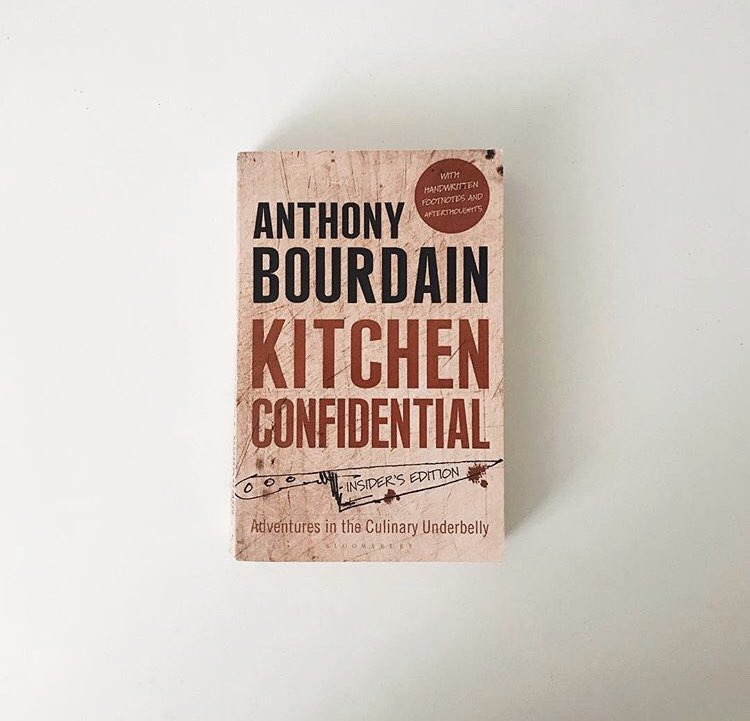 WITH
HANDWRITTEN
FOOTNOTES AND
AFTERTHOUGHTS
ANTHONY
BOURDAIN
KITCHEN
CONFIDENTIAL
INSIDER'S EDITION
Adventures in the Culinary Underbelly
BLOOMSBURY